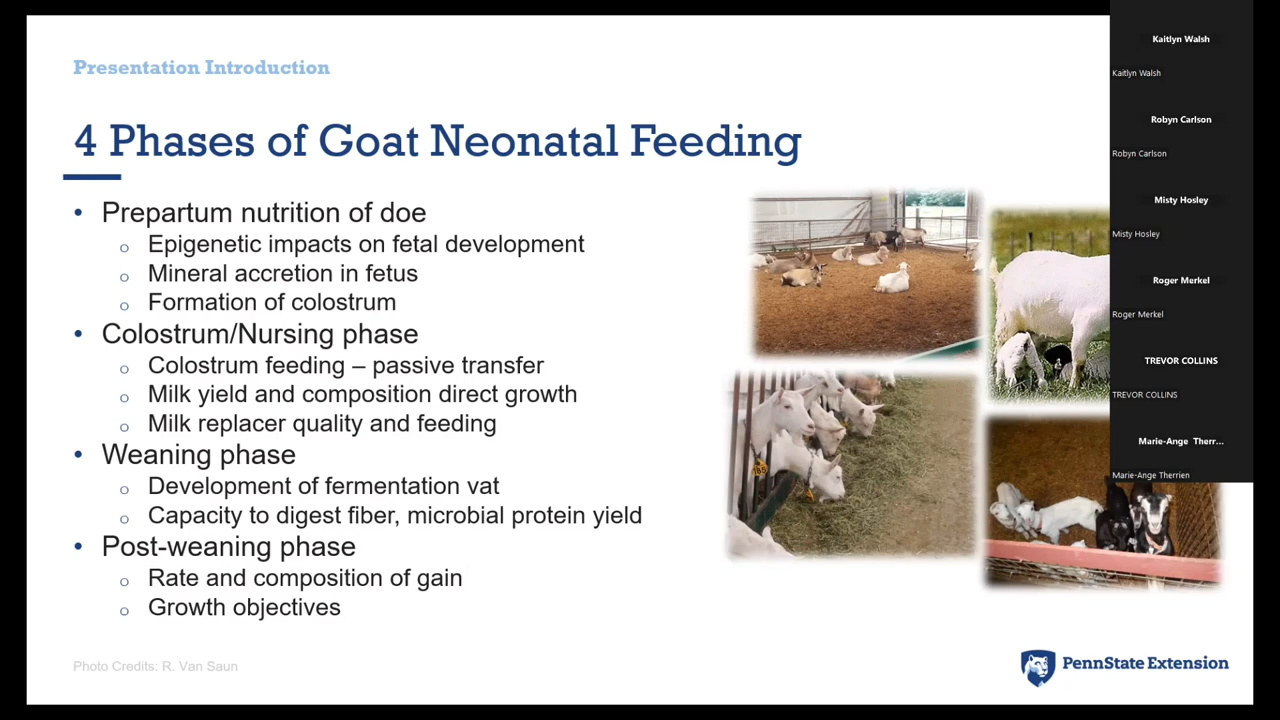 Presentation Introduction
4 Phases of Goat Neonatal Feeding
• Prepartum nutrition of doe
o Epigenetic impacts on fetal development
o Mineral accretion in fetus
o Formation of colostrum
• Colostrum/Nursing phase
o Colostrum feeding – passive transfer
o Milk yield and composition direct growth
o Milk replacer quality and feeding
• Weaning phase
o Development of fermentation vat
o Capacity to digest fiber, microbial protein yield
• Post-weaning phase
o Rate and composition of gain
o Growth objectives
Photo Credits: R. Van Saun
185
PennState Extension
Kaitlyn Walsh
Kaitlyn Walsh
Robyn Carlson
Robyn Carlson
Misty Hosley
Misty Hosley
Roger Merkel
Roger Merkel
TREVOR COLLINS
TREVOR COLLINS
Marie-Ange Therr...
Marie-Ange Therrien